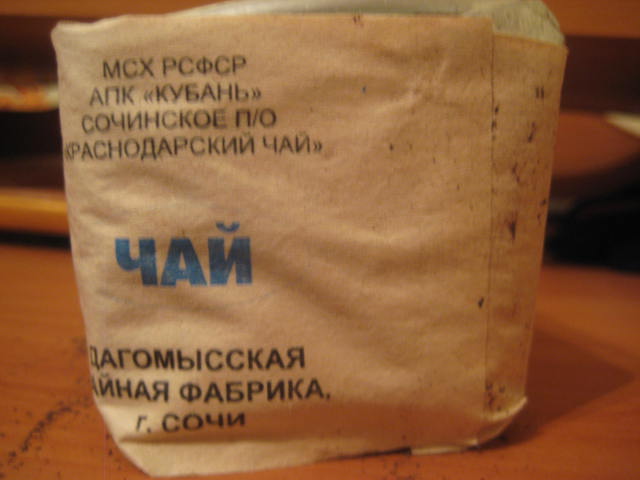 МСХ РСФСР
АПК «КУБАНЬ»
СОЧИНСКОЕ П/О
КРАСНОДАРСКИЙ ЧАЙ»
ЧАЙ
ДАГОМЫССКАЯ
АЙНАЯ ФАБРИКА,
г. СОЧИ